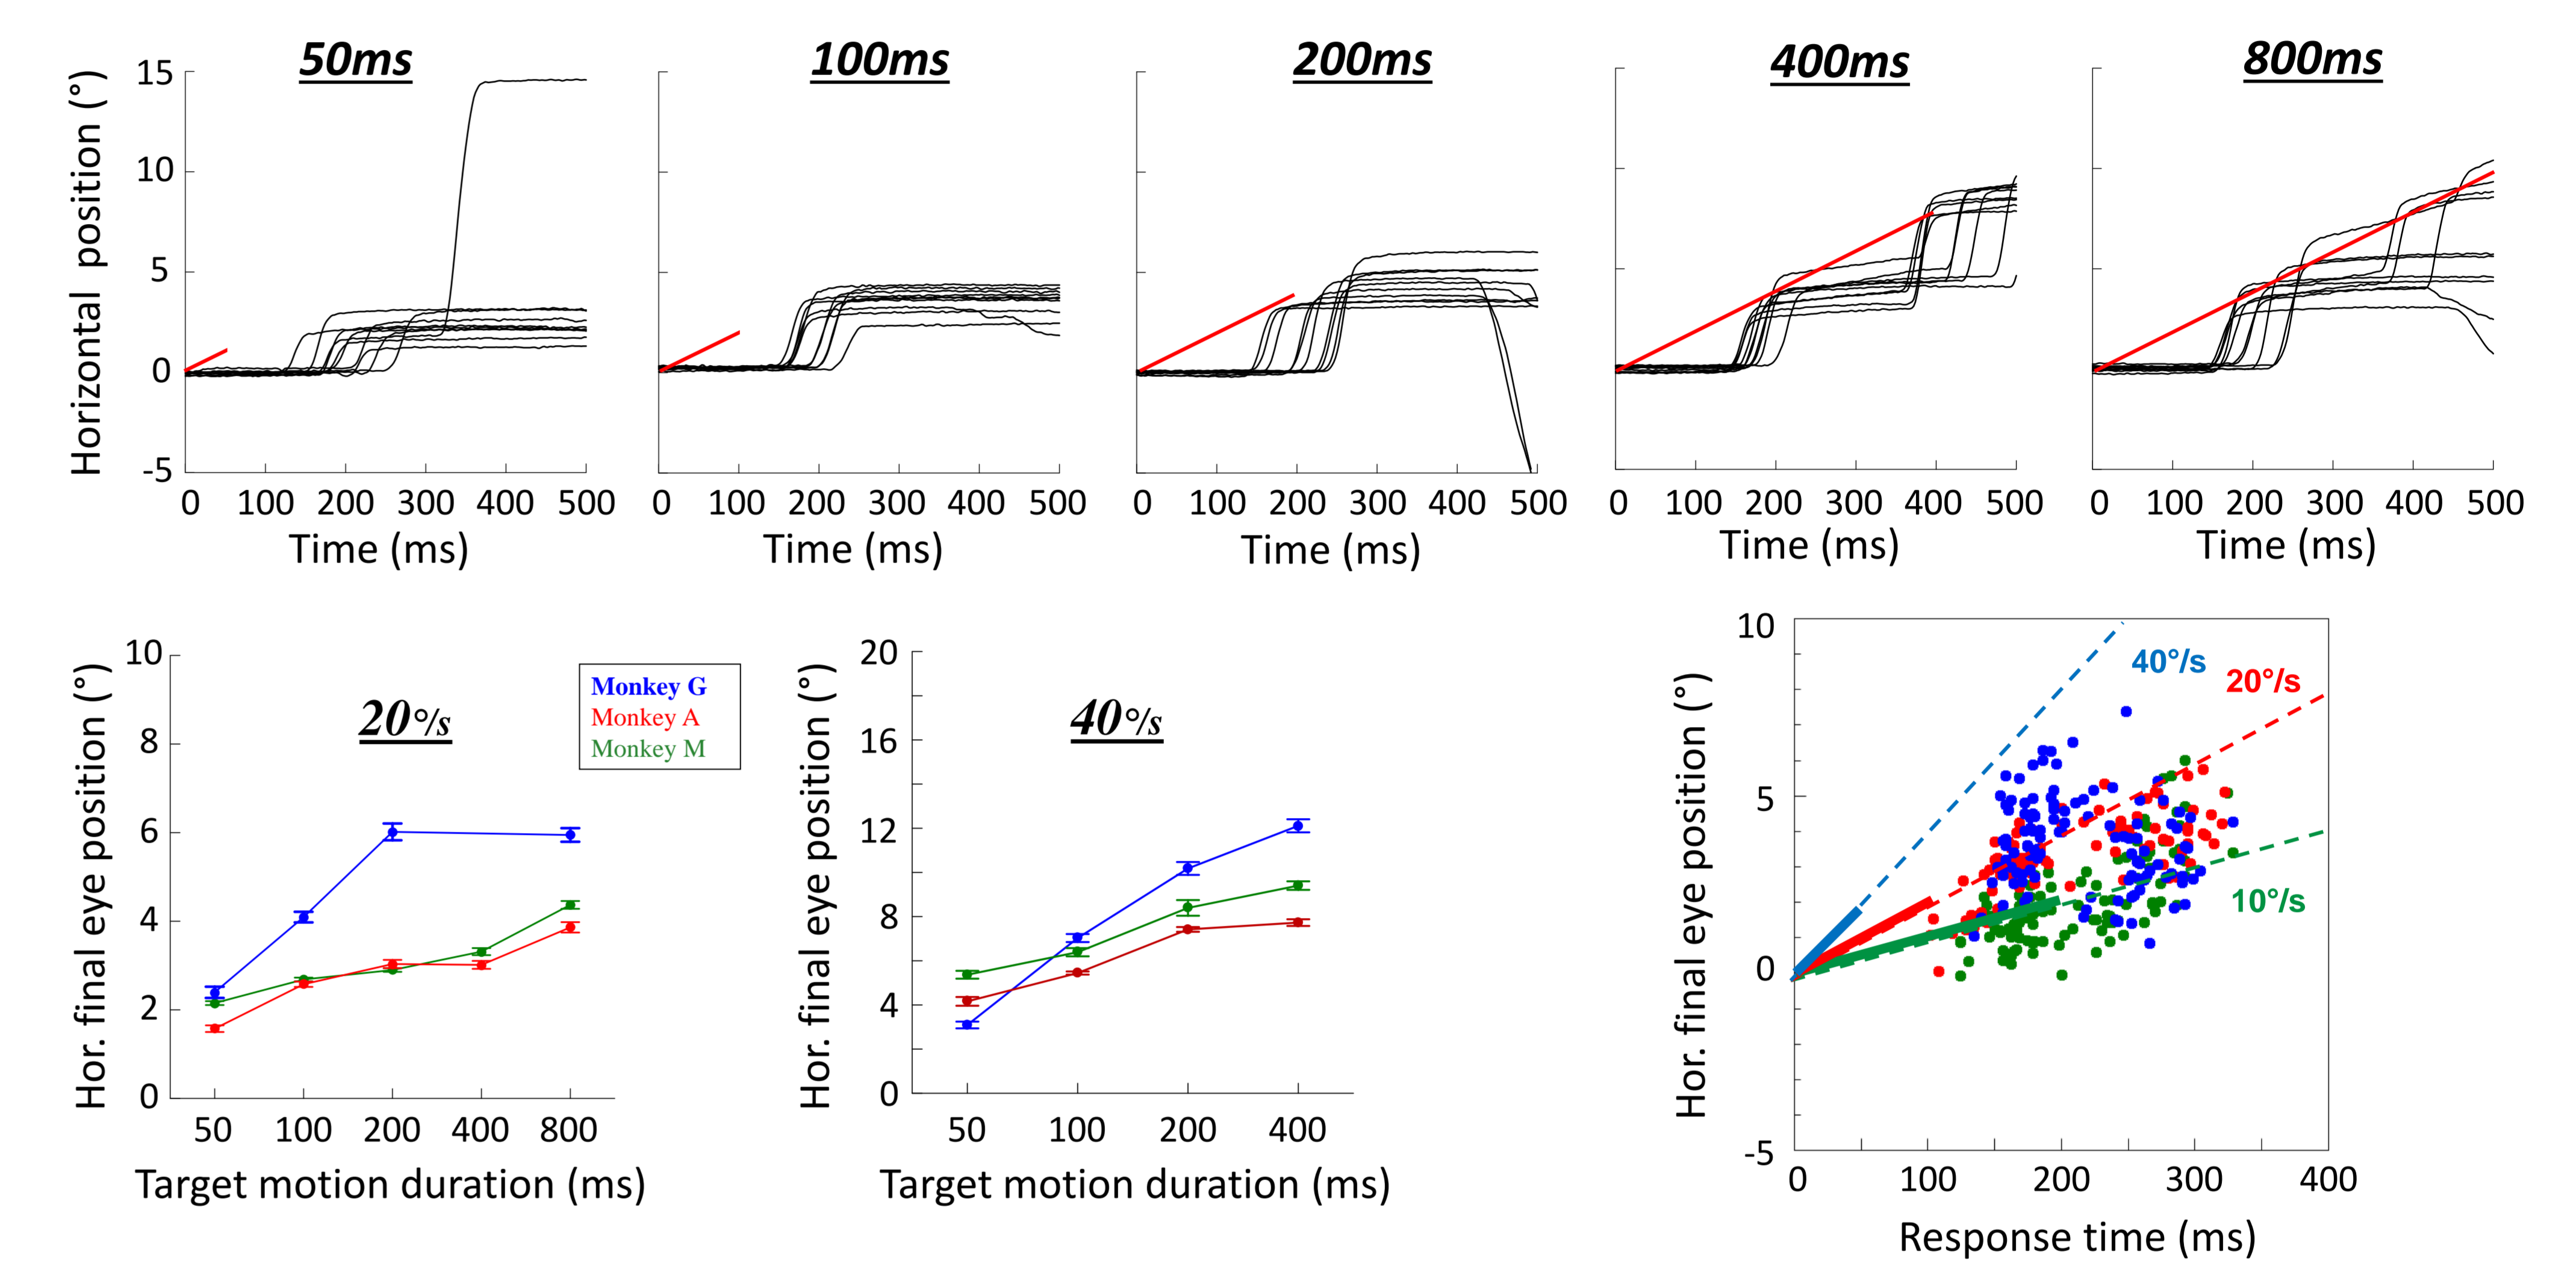 50ms 100ms 200ms 400ms 800ms
Horizontal position (°)
15
10
5
0
-5
0 100 200 300 400 500 0 100 200 300 400 500 0 100 200 300 400 500 0 100 200 300 400 500 0 100 200 300 400 500
Time (ms) Time (ms) Time (ms) Time (ms) Time (ms)
Hor. final eye position (°)
10
8
6
4
2
0
20°/s
Monkey G
Monkey A
Monkey M
50 100 200 400 800
Target motion duration (ms)
Hor. final eye position (°)
20
16
12
8
4
0
40°/s
50 100 200 400
Target motion duration (ms)
Hor. final eye position (°)
10
5
0
-5
40°/s
20°/s
10°/s
0 100 200 300 400
Response time (ms)